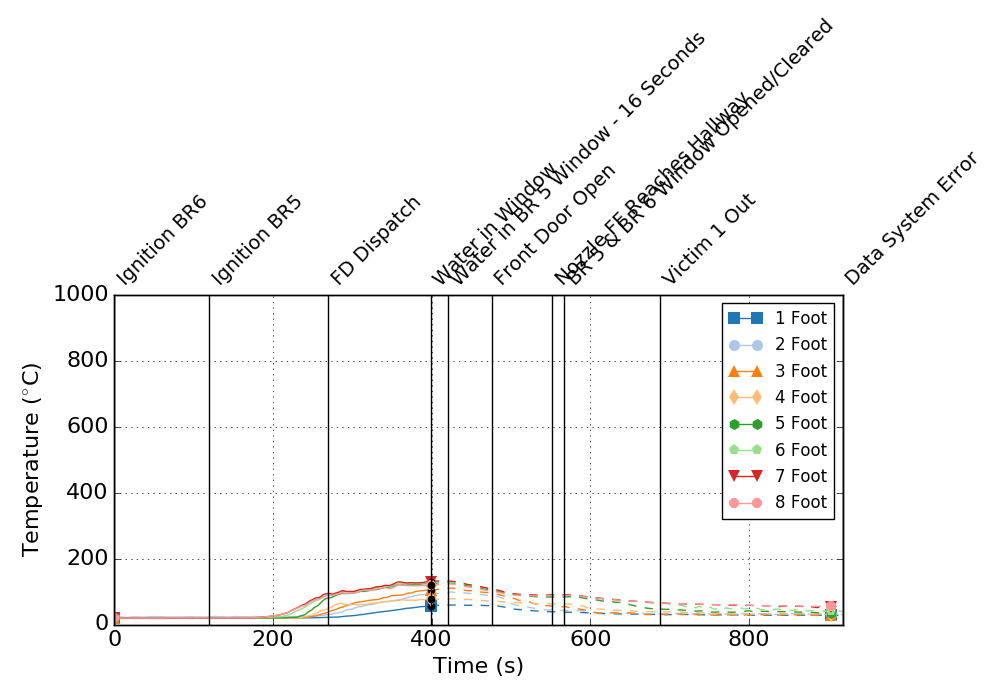 Ignition BR6
Ignition BR5
FD Dispatch
Water in Window
Water in BR 5 Window - 16 Seconds
Front Door Open
Nozzle FF Reaches Hallway
BR 5 & BR 6 Window Opened/Cleared
Victim 1 Out
Data System Error
1000
800
600
400
200
0
Temperature (°C)
0 200 400 600 800
Time (s)
1 Foot
2 Foot
3 Foot
4 Foot
5 Foot
6 Foot
7 Foot
8 Foot